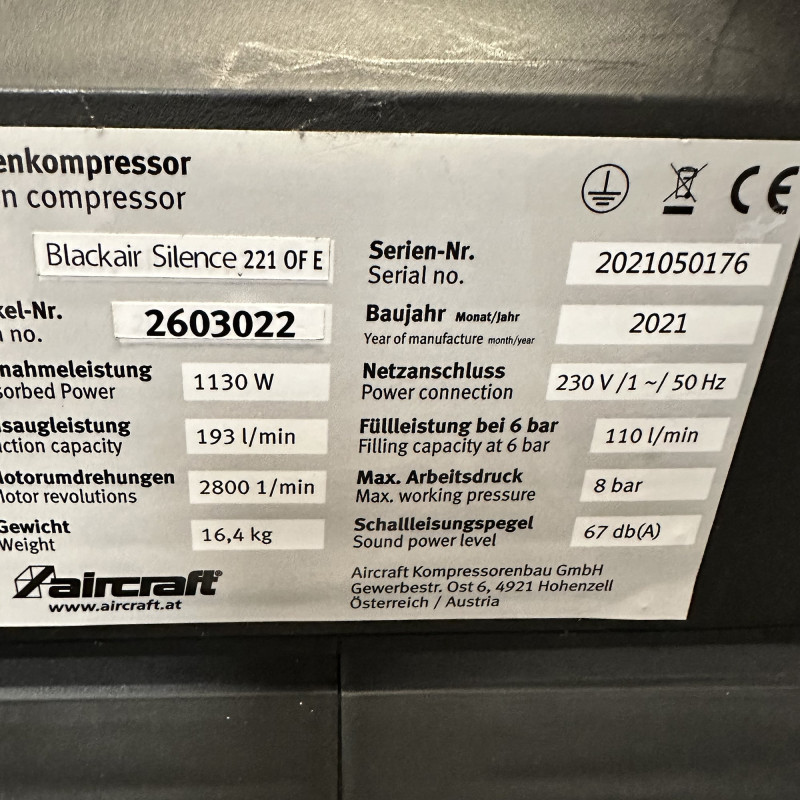 enkompressor
n compressor
Blackair Silence 221 OF E
kel-Nr.
no.
2603022
nahmeleistung
sorbed Power
1130 W
saugleistung
ction capacity
193 l/min
Motorumdrehungen
Motor revolutions
2800 1/min
Gewicht
Weight
16,4 kg
aircraft
www.aircraft.at
CE
Serien-Nr.
Serial no.
2021050176
Baujahr Monat/Jahr
Year of manufacture month/year
2021
Netzanschluss
Power connection
230 V /1 ~/ 50 Hz
Füllleistung bei 6 bar
Filling capacity at 6 bar
110 l/min
Max. Arbeitsdruck
Max. working pressure
8 bar
Schallleisungspegel
Sound power level
67 db(A)
Aircraft Kompressorenbau GmbH
Gewerbestr. Ost 6, 4921 Hohenzell
Österreich / Austria